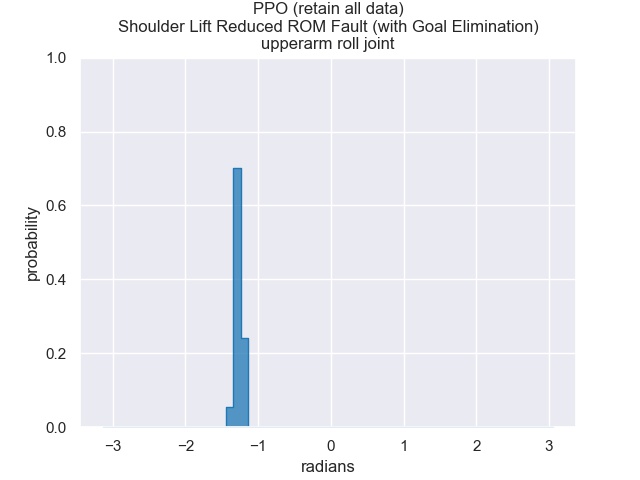 PPO (retain all data)
Shoulder Lift Reduced ROM Fault (with Goal Elimination)
upperarm roll joint
probability
1.0
0.8
0.6
0.4
0.2
0.0
−3 −2 −1 0 1 2 3
radians